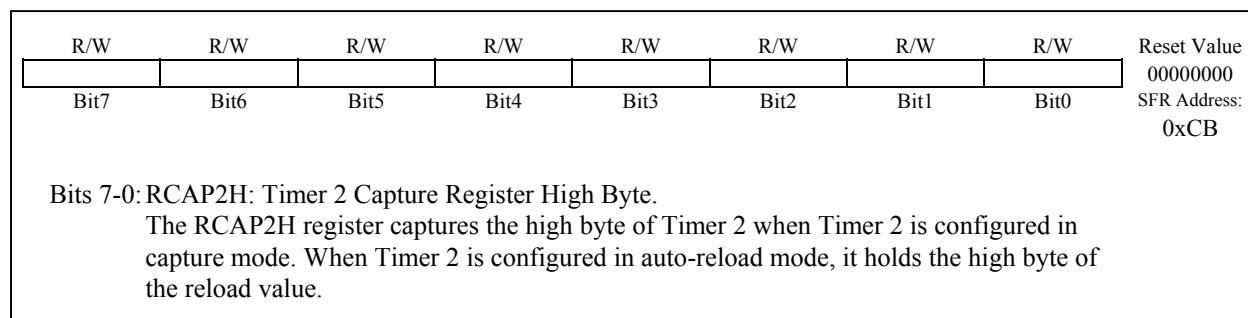 R/W R/W R/W R/W R/W R/W R/W R/W Reset Value
00000000
Bit7 Bit6 Bit5 Bit4 Bit3 Bit2 Bit1 Bit0 SFR Address:
0xCB
Bits 7-0: RCAP2H: Timer 2 Capture Register High Byte.
The RCAP2H register captures the high byte of Timer 2 when Timer 2 is configured in
capture mode. When Timer 2 is configured in auto-reload mode, it holds the high byte of
the reload value.